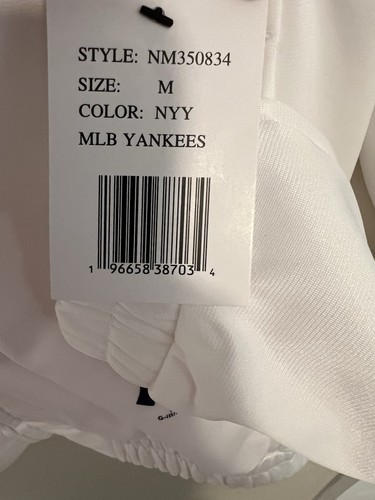 STYLE: NM350834
SIZE: M
COLOR: NYY
MLB YANKEES
1 96658 38703 4